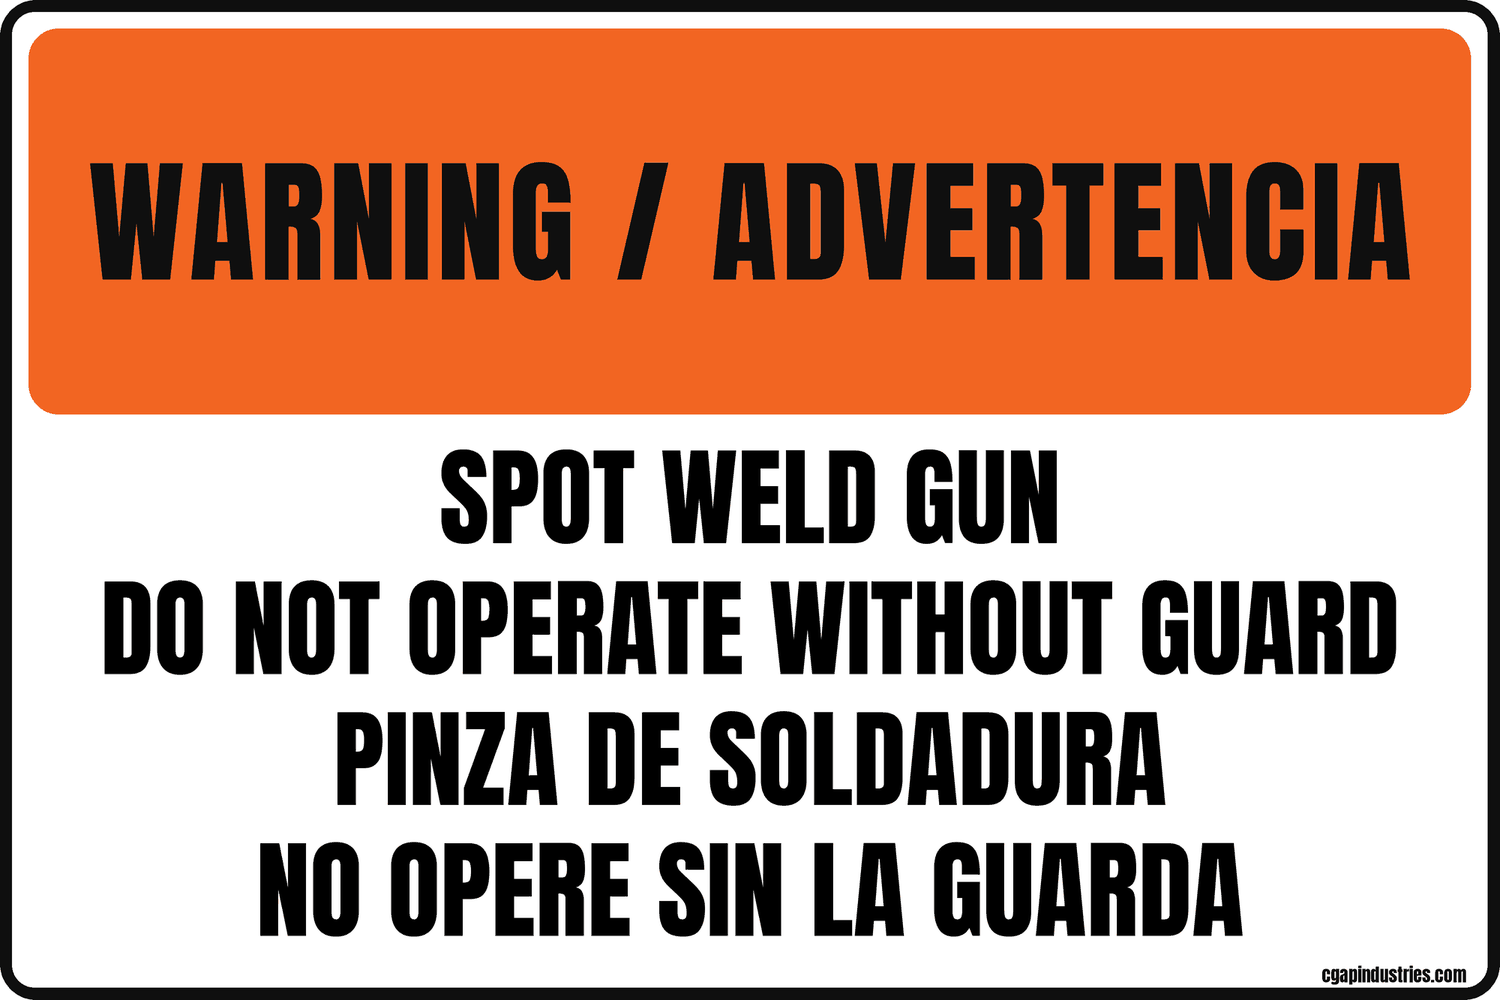 WARNING / ADVERTENCIA
SPOT WELD GUN
DO NOT OPERATE WITHOUT GUARD
PINZA DE SOLDADURA
NO OPERE SIN LA GUARDA
cgapindustries.com